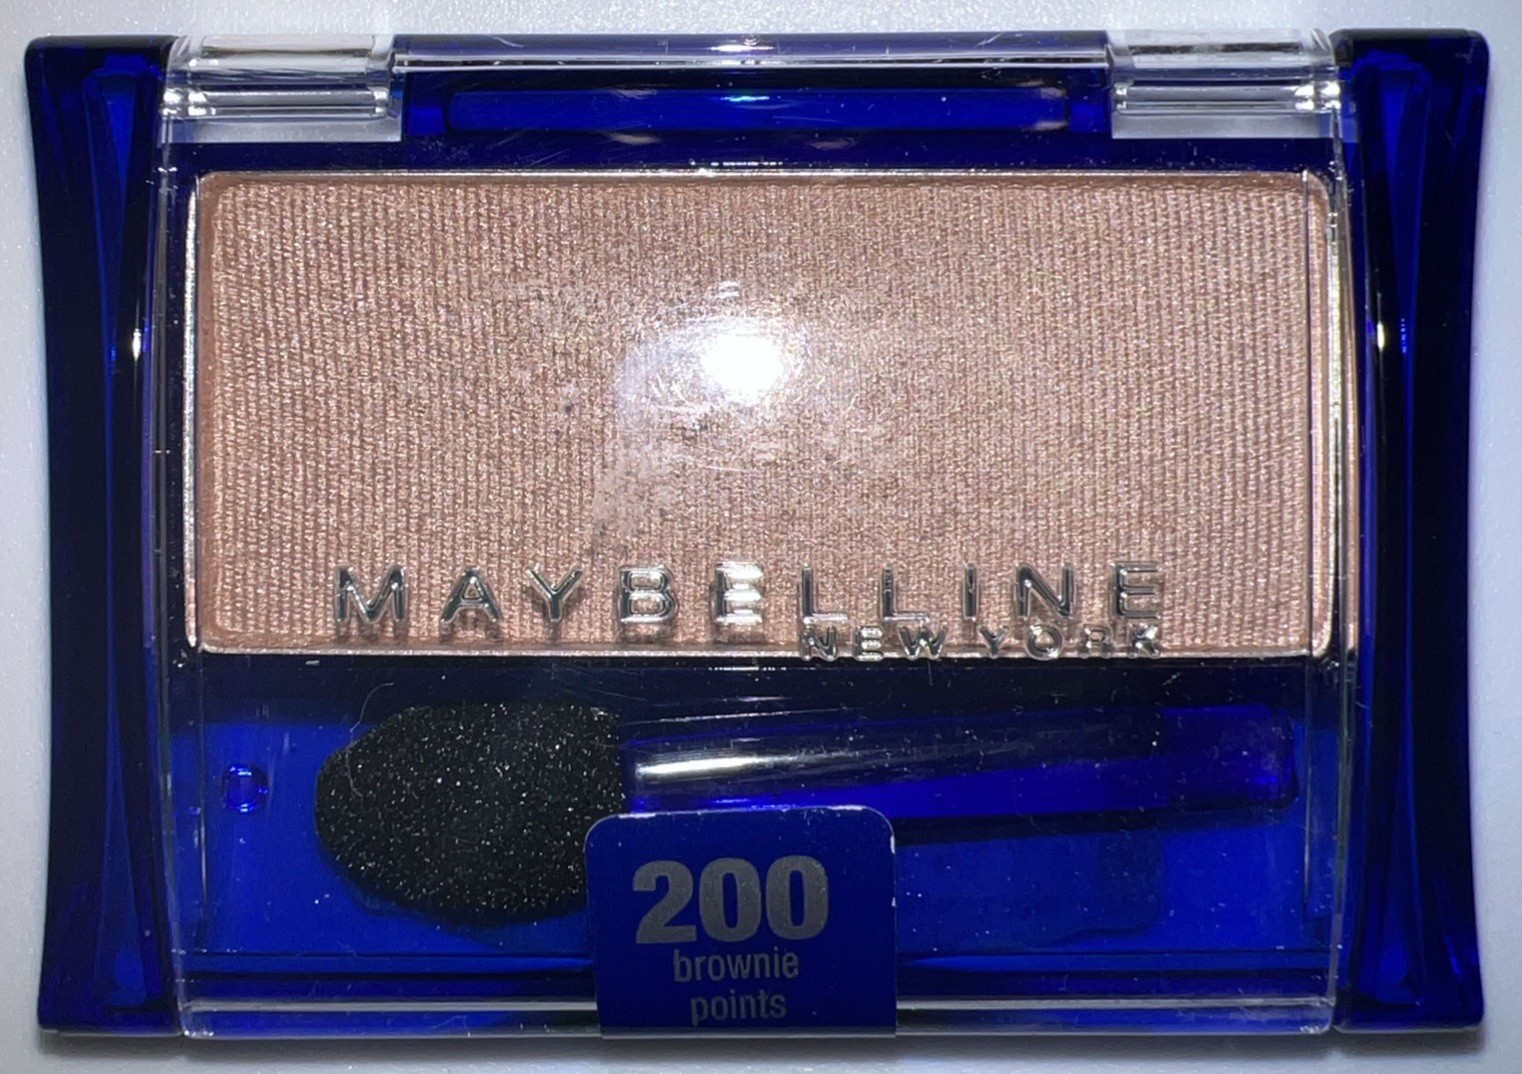 MAYBELLINE
NEW YORK
200
brownie
points